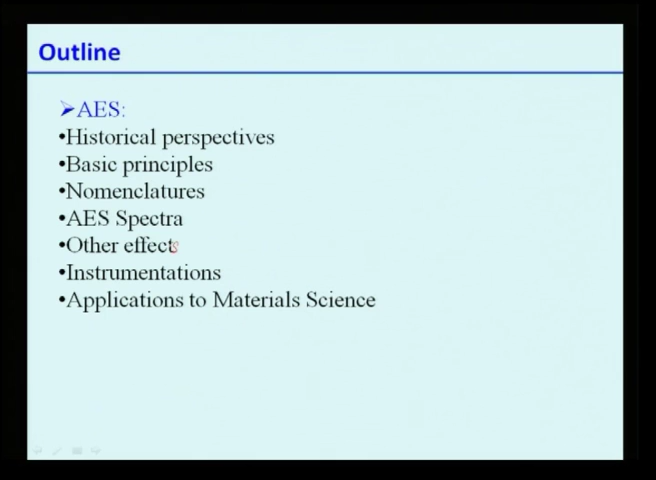 Outline
➢AES:
•Historical perspectives
•Basic principles
•Nomenclatures
•AES Spectra
•Other effects
•Instrumentations
•Applications to Materials Science